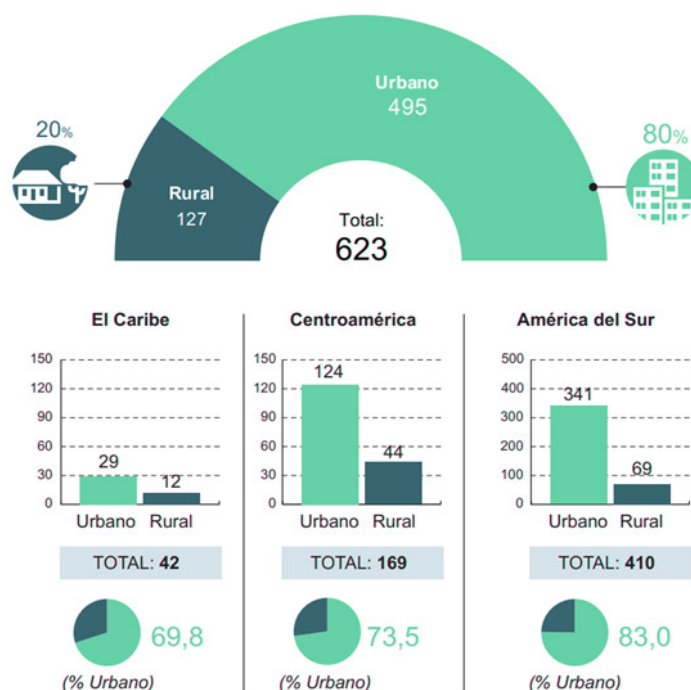 Urbano
495
20%
80%
Rural
127
Total:
623
El Caribe
150
120
90
60
30
0
29
12
Urbano Rural
TOTAL: 42
69,8
(% Urbano)
Centroamérica
150
120
90
60
30
0
124
44
Urbano Rural
TOTAL: 169
73,5
(% Urbano)
América del Sur
500
400
300
200
100
0
341
69
Urbano Rural
TOTAL: 410
83,0
(% Urbano)